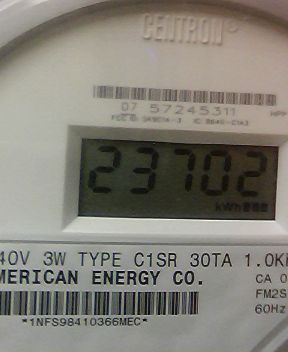 CENTRON®
07 57245311
23702
kWh
40V 3W TYPE C1SR 30TA 1.0K
MERICAN ENERGY CO.
CA 0
FM2S
60Hz
*1NFS98410366MEC*